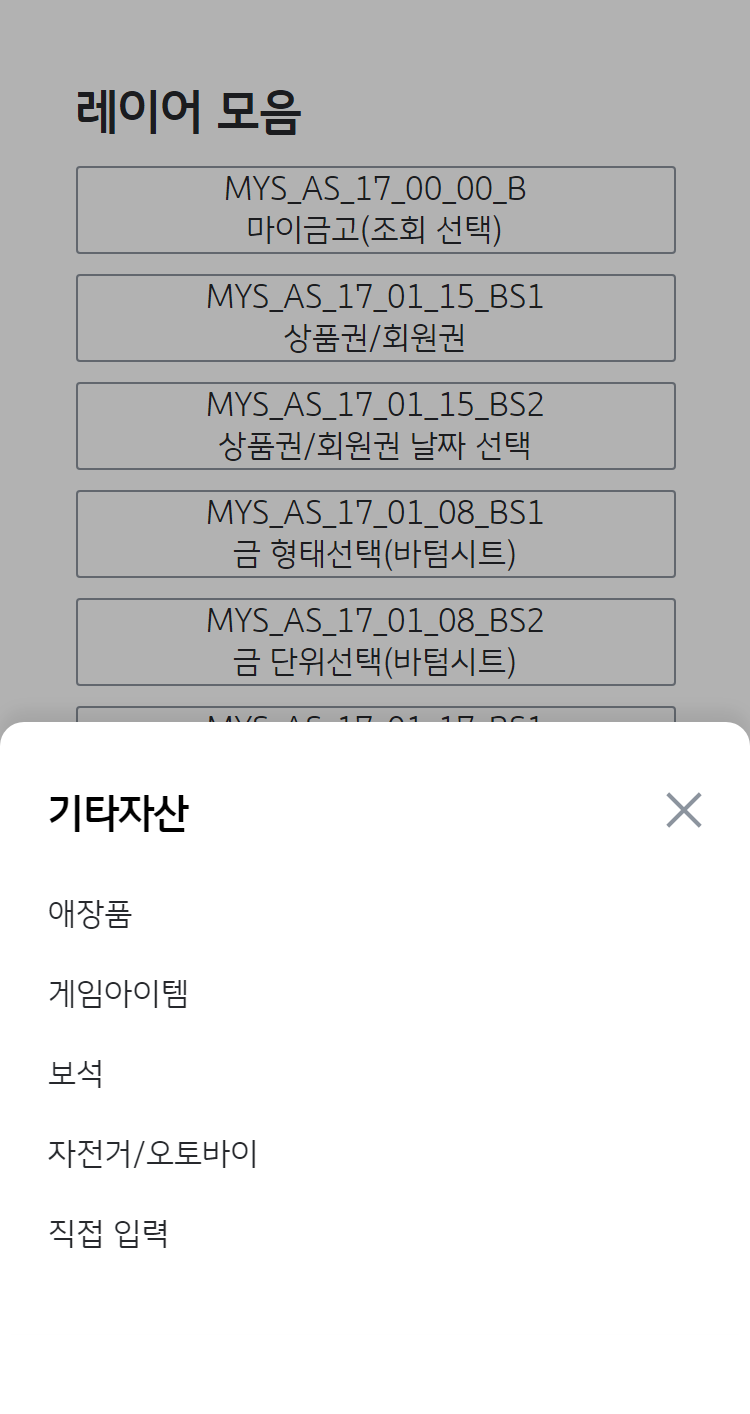 레이어 모음
MYS_AS_17_00_00_B
마이금고(조회 선택)
MYS_AS_17_01_15_BS1
상품권/회원권
MYS_AS_17_01_15_BS2
상품권/회원권 날짜 선택
MYS_AS_17_01_08_BS1
금 형태선택(바텀시트)
MYS_AS_17_01_08_BS2
금 단위선택(바텀시트)
MYS_AS_17_01_17_BS1
기타자산
애장품
게임아이템
보석
자전거/오토바이
직접 입력